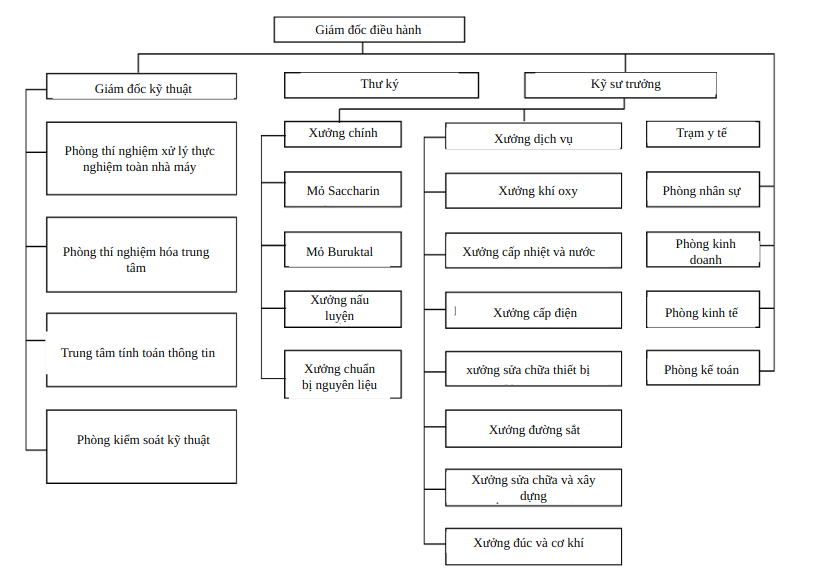 Giám đốc điều hành
Giám đốc kỹ thuật
Thư ký
Kỹ sư trưởng
Phòng thí nghiệm xử lý thực
nghiệm toàn nhà máy
Phòng thí nghiệm hóa trung
tâm
Trung tâm tính toán thông tin
Phòng kiểm soát kỹ thuật
Xưởng chính
Mỏ Saccharin
Mỏ Buruktal
Xưởng nấu
luyện
Xưởng chuẩn
bị nguyên liệu
Xưởng dịch vụ
Xưởng khí oxy
Xưởng cấp nhiệt và nước
Xưởng cấp điện
xưởng sửa chữa thiết bị
Xưởng đường sắt
Xưởng sửa chữa và xây
dựng
Xưởng đúc và cơ khí
Trạm y tế
Phòng nhân sự
Phòng kinh
doanh
Phòng kinh tế
Phòng kế toán